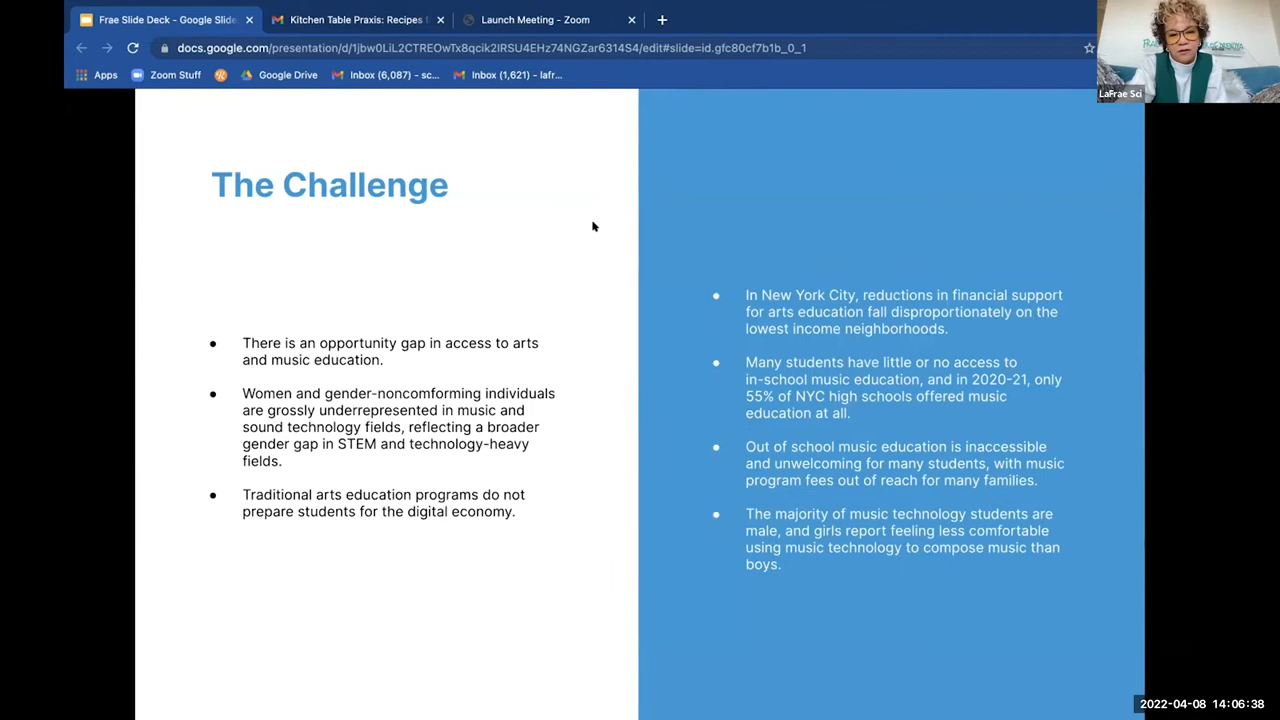 Frae Slide Deck - Google Slide
Kitchen Table Praxis: Recipes
Launch Meeting - Zoom
docs.google.com/presentation/d/1jbw0LiL2CTREOwTx8qcik2IRSU4EHz74NGZar6314S4/edit#slide=id.gfc80cf7b1b_0_1
Apps
Zoom Stuff
Google Drive
Inbox (6,087) - sc...
Inbox (1,621) - lafr...
LaFrae Sci
The Challenge
• There is an opportunity gap in access to arts
and music education.
• Women and gender-noncomforming individuals
are grossly underrepresented in music and
sound technology fields, reflecting a broader
gender gap in STEM and technology-heavy
fields.
• Traditional arts education programs do not
prepare students for the digital economy.
• In New York City, reductions in financial support
for arts education fall disproportionately on the
lowest income neighborhoods.
• Many students have little or no access to
in-school music education, and in 2020-21, only
55% of NYC high schools offered music
education at all.
• Out of school music education is inaccessible
and unwelcoming for many students, with music
program fees out of reach for many families.
• The majority of music technology students are
male, and girls report feeling less comfortable
using music technology to compose music than
boys.
2022-04-08 14:06:38